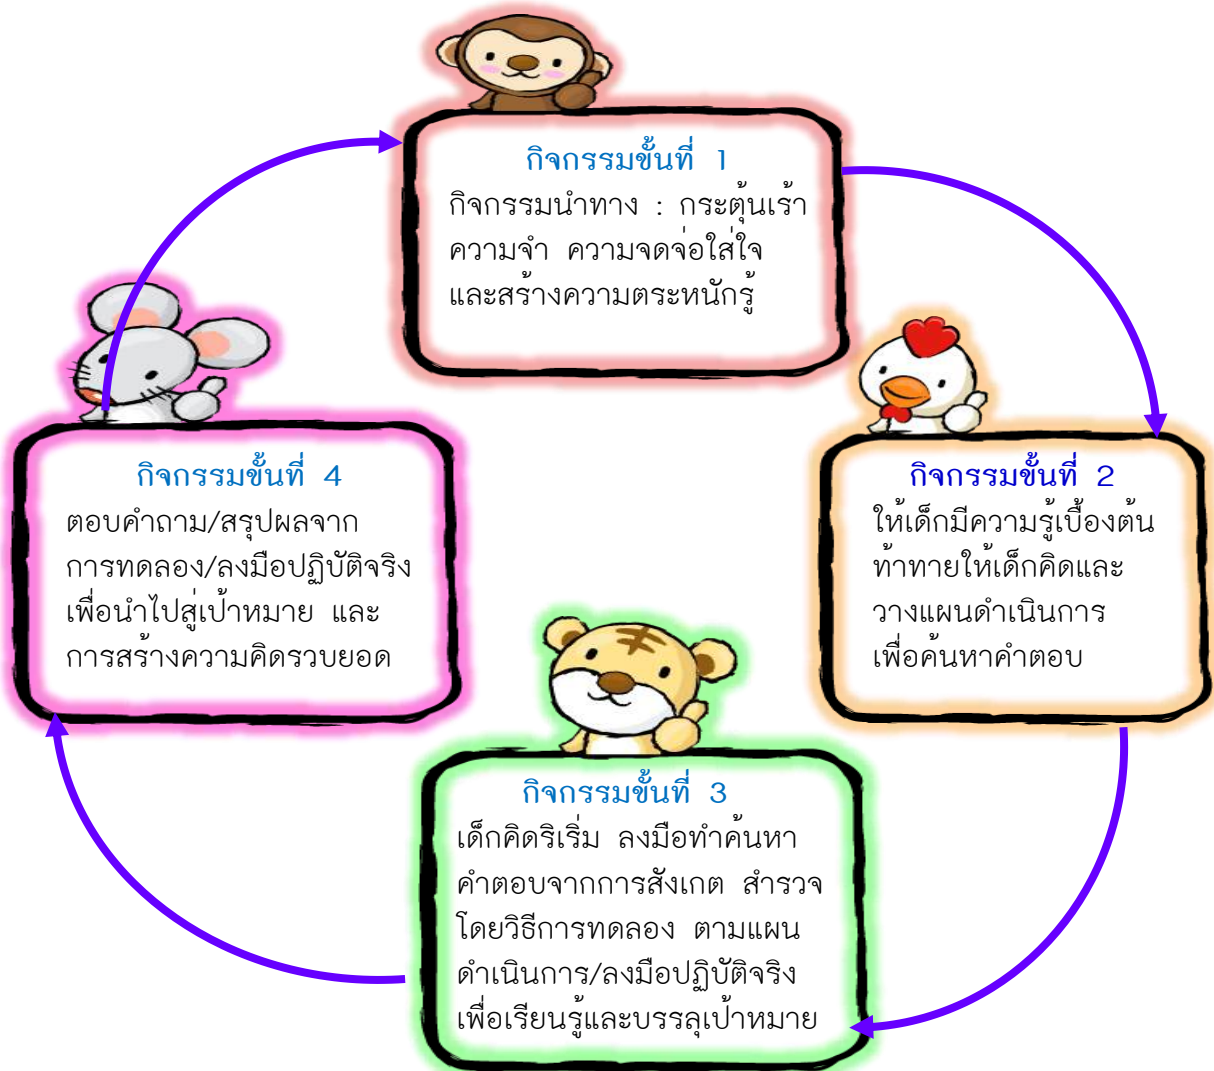 กิจกรรมขั้นที่ 1
กิจกรรมนำทาง : กระตุ้นเร้า
ความจำ ความจดจ่อใส่ใจ
และสร้างความตระหนักรู้
กิจกรรมขั้นที่ 2
ให้เด็กมีความรู้เบื้องต้น
ท้าทายให้เด็กคิดและ
วางแผนดำเนินการ
เพื่อค้นหาคำตอบ
กิจกรรมขั้นที่ 3
เด็กคิดริเริ่ม ลงมือทำค้นหา
คำตอบจากการสังเกต สำรวจ
โดยวิธีการทดลอง ตามแผน
ดำเนินการ/ลงมือปฏิบัติจริง
เพื่อเรียนรู้และบรรลุเป้าหมาย
กิจกรรมขั้นที่ 4
ตอบคำถาม/สรุปผลจาก
การทดลอง/ลงมือปฏิบัติจริง
เพื่อนำไปสู่เป้าหมาย และ
การสร้างความคิดรวบยอด